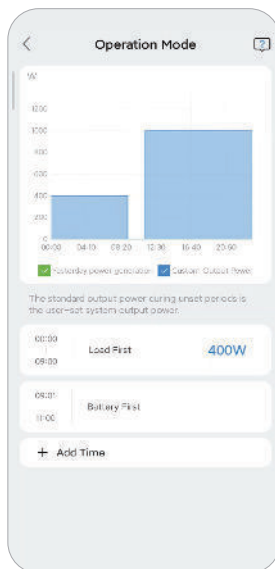 Operation Mode
W
1200
1000
800
600
400
200
0
00:00 04:10 08:20 12:30 16:40 20:50
Yesterday power generation Custom Output Power
The standard output power during unset periods is
the user-set system output power.
00:00
Load First
400W
09:00
09:01
Battery First
11:00
+ Add Time